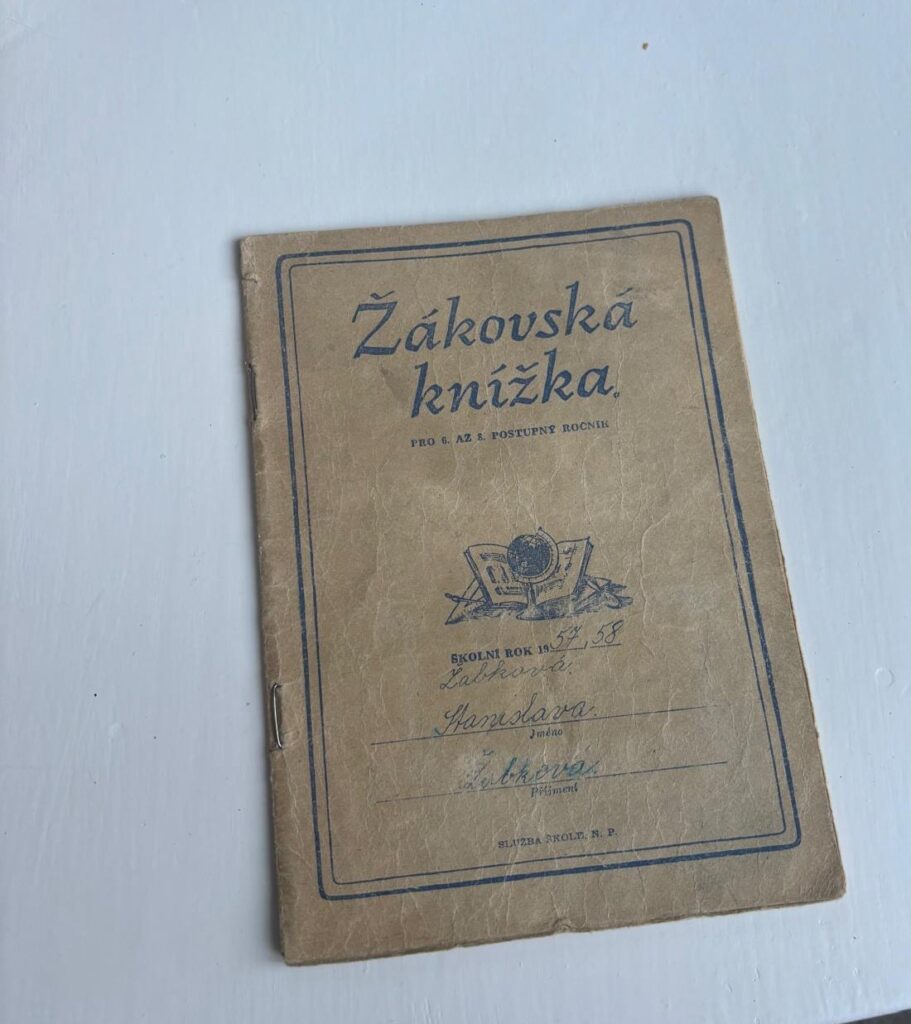 Žákovská
knížka
PRO 6. AŽ 8. POSTUPNÝ ROČNÍK
ŠKOLNÍ ROK 1957, 58
Žabková.
Stanislava.
Jméno
Žabková.
Příjmení
SLUŽBA ŠKOLE, N. P.